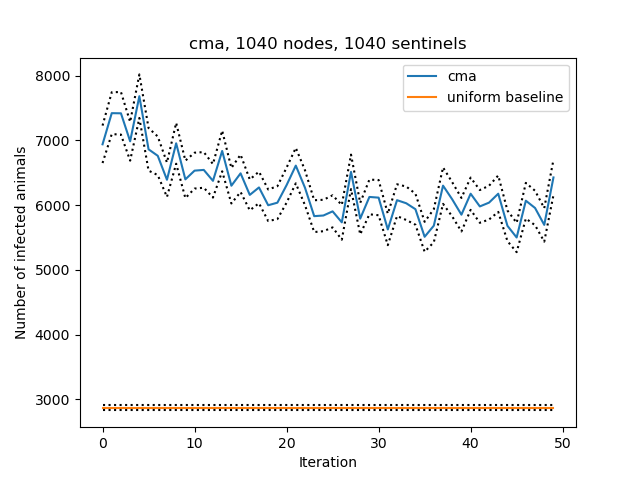 cma, 1040 nodes, 1040 sentinels
cma
uniform baseline
Number of infected animals
8000
7000
6000
5000
4000
3000
0
10
20
30
40
50
Iteration